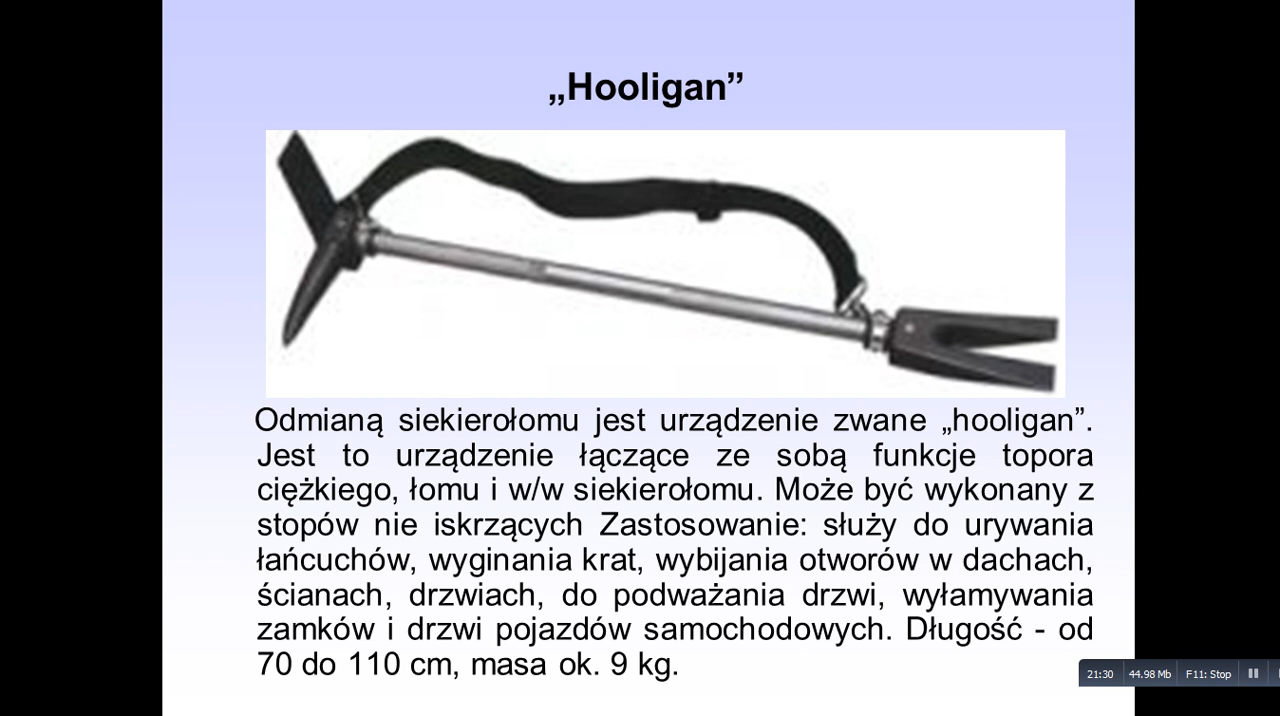 „Hooligan”
Odmianą siekierołomu jest urządzenie zwane „hooligan”.
Jest to urządzenie łączące ze sobą funkcje topora
ciężkiego, łomu i w/w siekierołomu. Może być wykonany z
stopów nie iskrzących Zastosowanie: służy do urywania
łańcuchów, wyginania krat, wybijania otworów w dachach,
ścianach, drzwiach, do podważania drzwi, wyłamywania
zamków i drzwi pojazdów samochodowych. Długość - od
70 do 110 cm, masa ok. 9 kg.
21:30 44.98 Mb F11: Stop